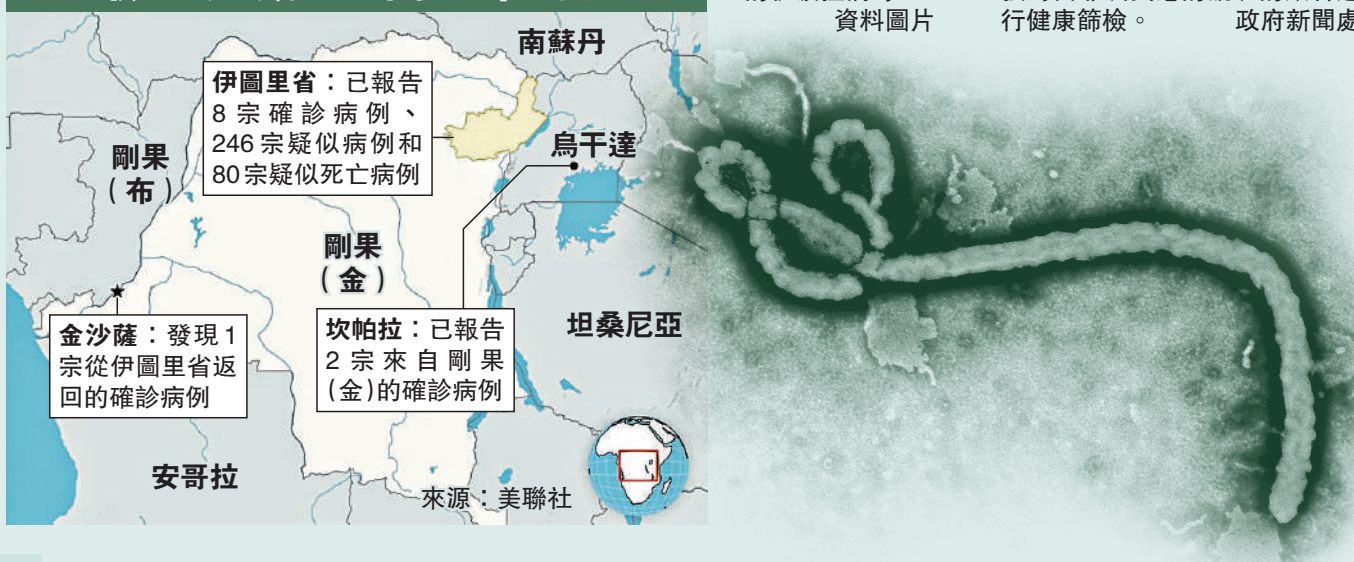 資料圖片
行健康篩檢。
政府新聞處
南蘇丹
伊圖里省：已報告
8宗確診病例、
246宗疑似病例和
80宗疑似死亡病例
烏干達
剛果
（布）
剛果
（金）
金沙薩：發現1
宗從伊圖里省返
回的確診病例
坎帕拉：已報告
2宗來自剛果
(金)的確診病例
坦桑尼亞
安哥拉
來源：美聯社